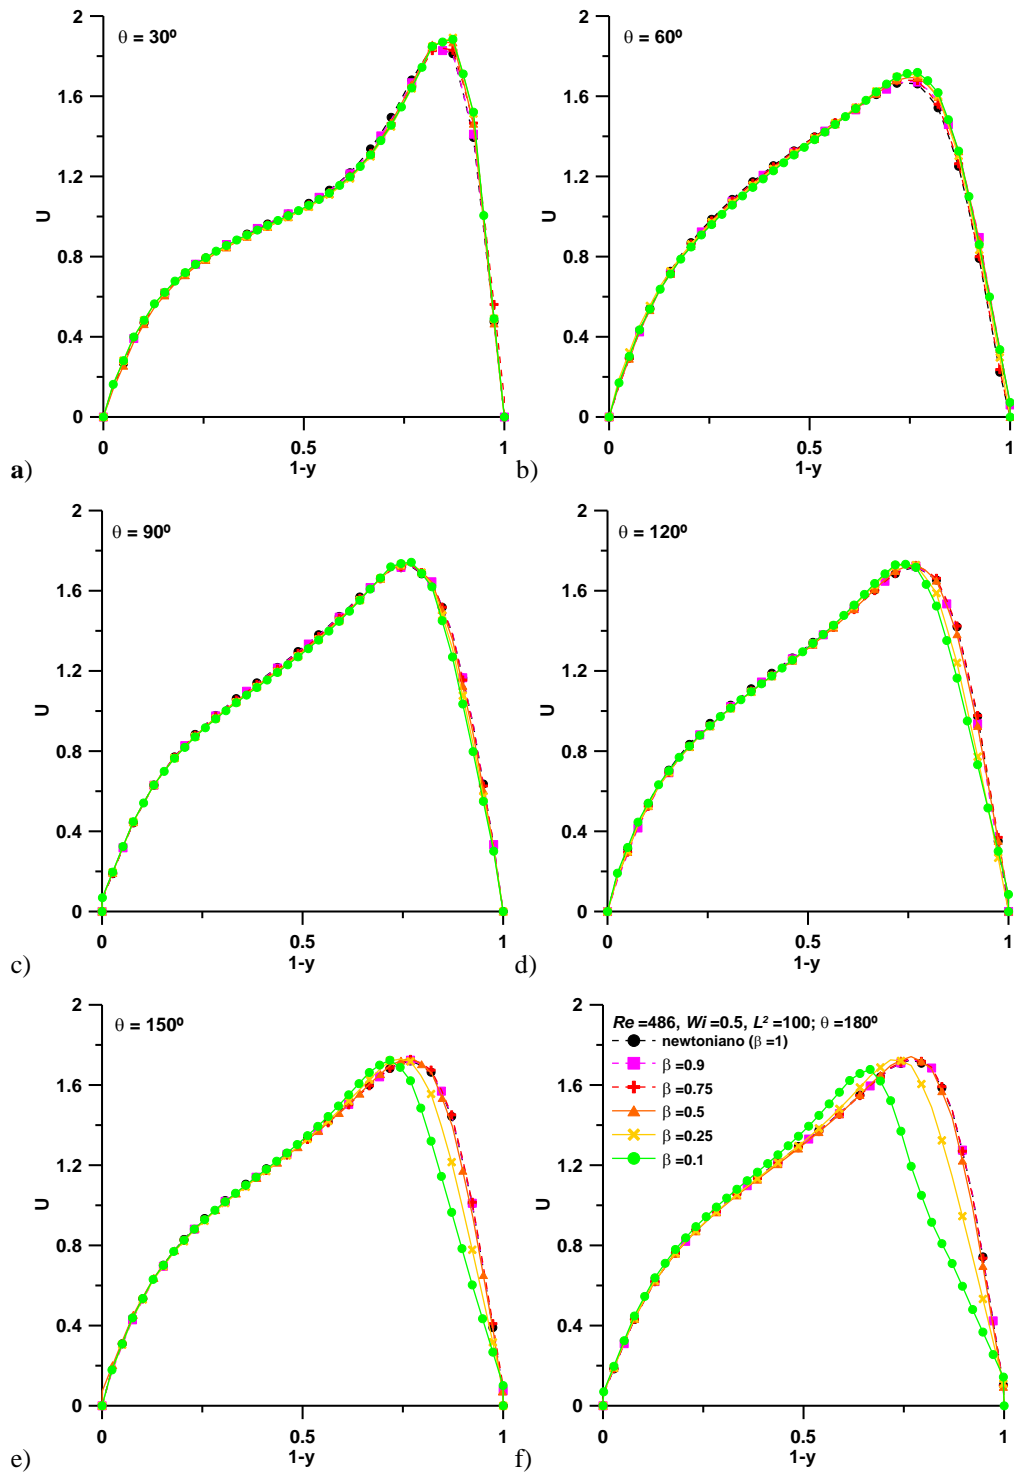 θ = 30º
2
1.6
1.2
0.8
0.4
0
U
0
0.5
1
1-y
a)
θ = 60º
2
1.6
1.2
0.8
0.4
0
U
0
0.5
1
1-y
b)
θ = 90º
2
1.6
1.2
0.8
0.4
0
U
0
0.5
1
1-y
c)
θ = 120º
2
1.6
1.2
0.8
0.4
0
U
0
0.5
1
1-y
d)
θ = 150º
2
1.6
1.2
0.8
0.4
0
U
0
0.5
1
1-y
e)
Re =486, Wi =0.5, L² =100; θ =180º
newtoniano (β =1)
β =0.9
β =0.75
β =0.5
β =0.25
β =0.1
2
1.6
1.2
0.8
0.4
0
U
0
0.5
1
1-y
f)